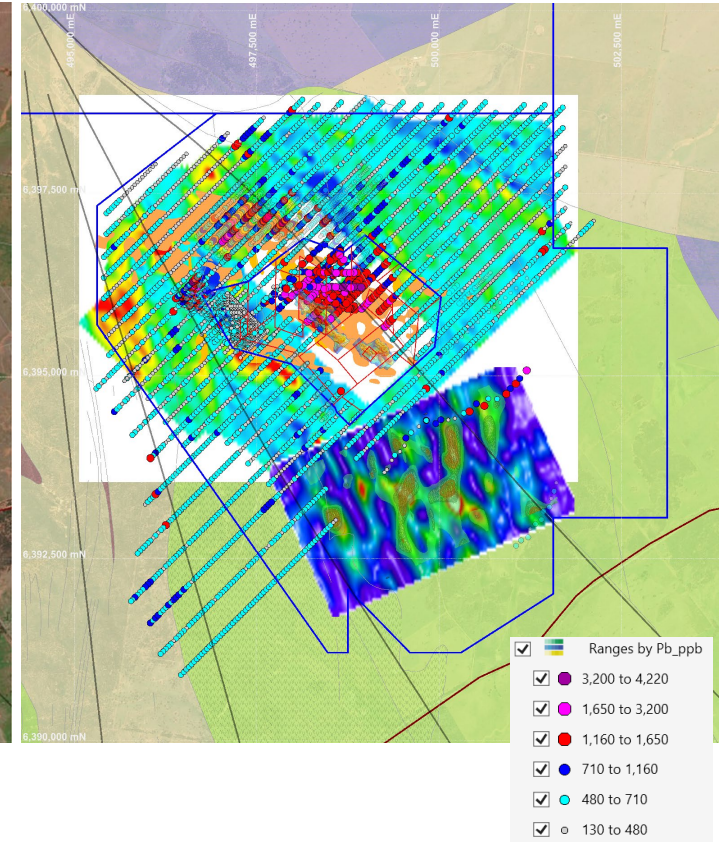 6,400,000 mN
495,000 mE
497,500 mE
500,000 mE
502,500 mE
6,397,500 mN
6,395,000 mN
6,392,500 mN
6,390,000 mN
Ranges by Pb_ppb
3,200 to 4,220
1,650 to 3,200
1,160 to 1,650
710 to 1,160
480 to 710
130 to 480